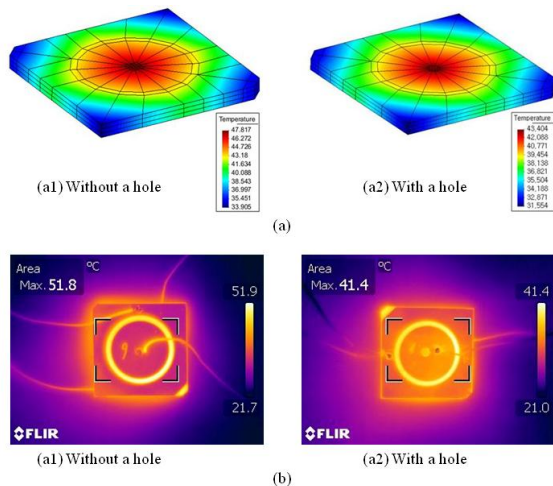 Temperature
47.817
46.272
44.726
43.18
41.634
40.088
38.543
36.997
35.451
33.905
Temperature
43,404
42,088
40,771
39,454
38,138
36,821
35,504
34,188
32,871
31,554
(a1) Without a hole
(a2) With a hole
(a)
Area °C
Max. 51.8
51.9
21.7
FLIR
Area °C
Max. 41.4
41.4
21.0
FLIR
(a1) Without a hole
(a2) With a hole
(b)